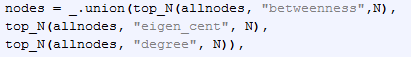 nodes = _.union(top_N(allnodes, "betweenness",N),
top_N(allnodes, "eigen_cent", N),
top_N(allnodes, "degree", N)),